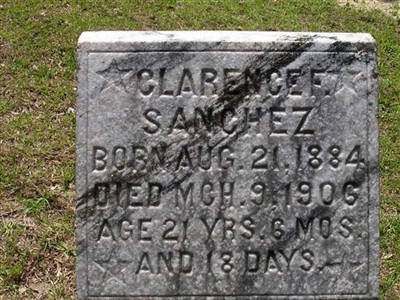 CLARENCE F.
SANCHEZ
BORN AUG. 21, 1884
DIED MCH. 9, 1906
AGE 21 YRS. 6 MOS.
AND 18 DAYS.